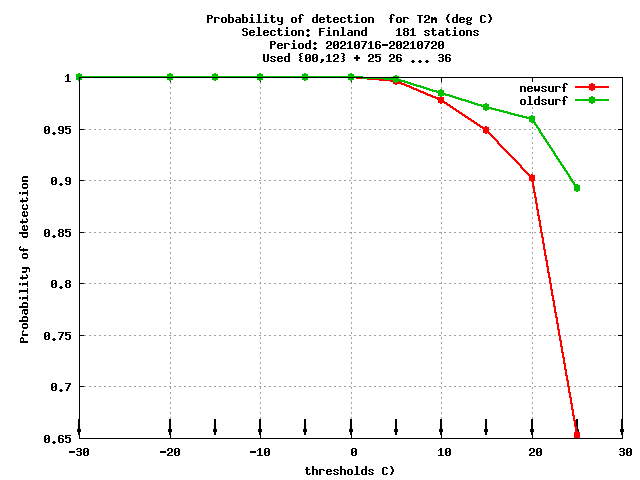 Probability of detection  for T2m (deg C)
Selection: Finland    181 stations
Period: 20210716-20210720
Used {00,12} + 25 26 ... 36
newsurf
oldsurf
Probability of detection
1
0.95
0.9
0.85
0.8
0.75
0.7
0.65
-30
-20
-10
0
10
20
30
thresholds C)